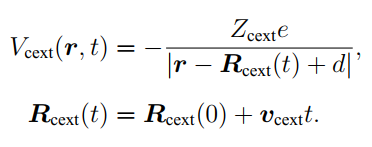 V_cext(r, t) = − Z_cext e / |r − R_cext(t) + d|,
R_cext(t) = R_cext(0) + v_cext t.